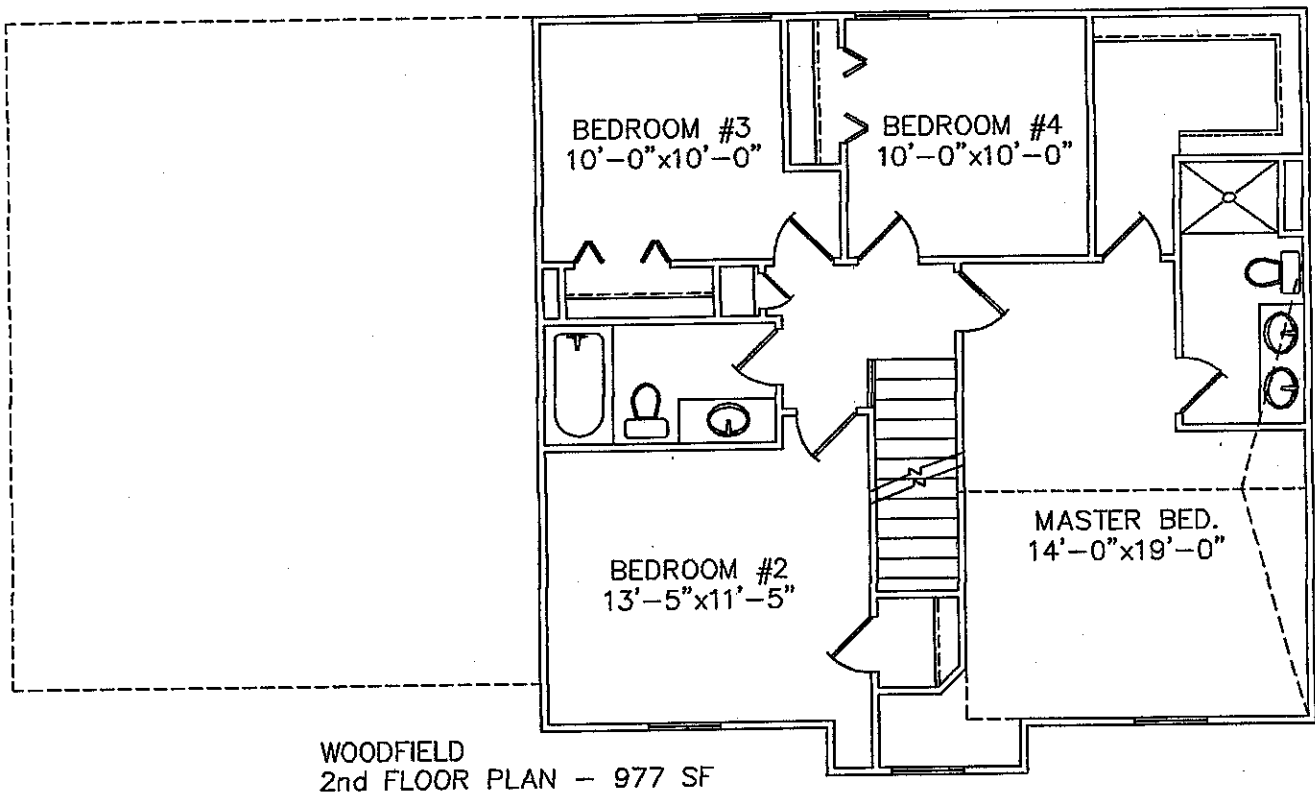 BEDROOM #3
10'-0"x10'-0"
BEDROOM #4
10'-0"x10'-0"
MASTER BED.
14'-0"x19'-0"
BEDROOM #2
13'-5"x11'-5"
WOODFIELD
2nd FLOOR PLAN - 977 SF